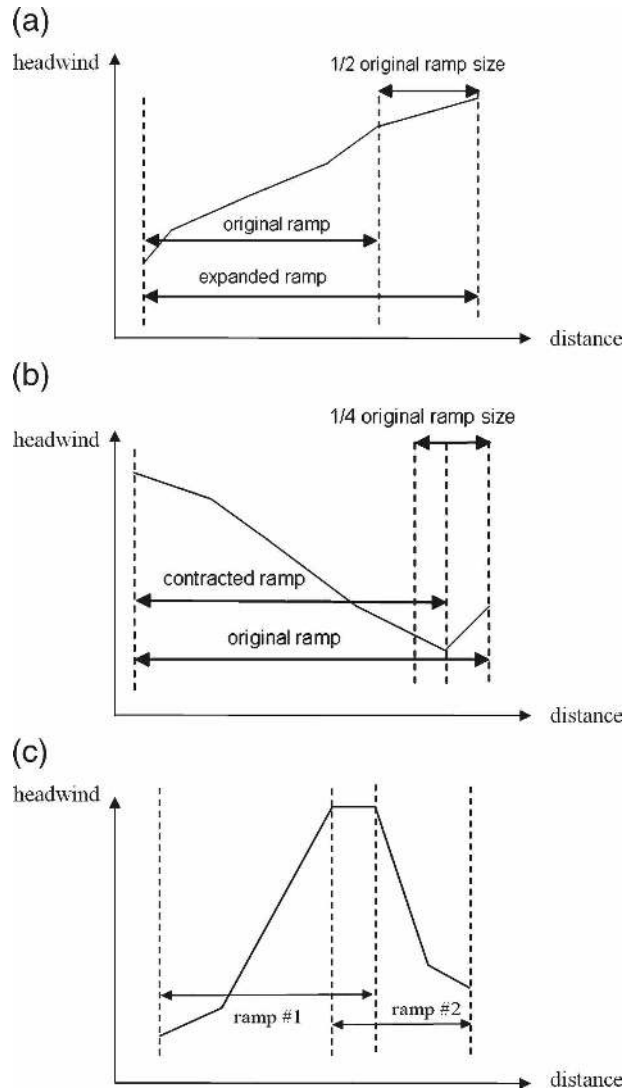 (a)
headwind
1/2 original ramp size
original ramp
expanded ramp
distance
(b)
headwind
1/4 original ramp size
contracted ramp
original ramp
distance
(c)
headwind
ramp #1
ramp #2
distance